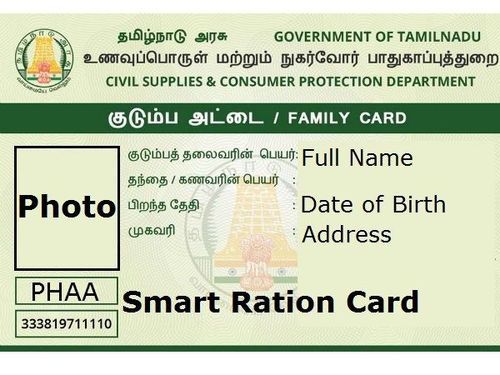 தமிழ்நாடு அரசு GOVERNMENT OF TAMILNADU
உணவுப்பொருள் மற்றும் நுகர்வோர் பாதுகாப்புத்துறை
CIVIL SUPPLIES & CONSUMER PROTECTION DEPARTMENT
குடும்ப அட்டை / FAMILY CARD
குடும்பத் தலைவரின் பெயர்: Full Name
தந்தை / கணவரின் பெயர் :
பிறந்த தேதி : Date of Birth
முகவரி : Address
Photo
PHAA
Smart Ration Card
333819711110